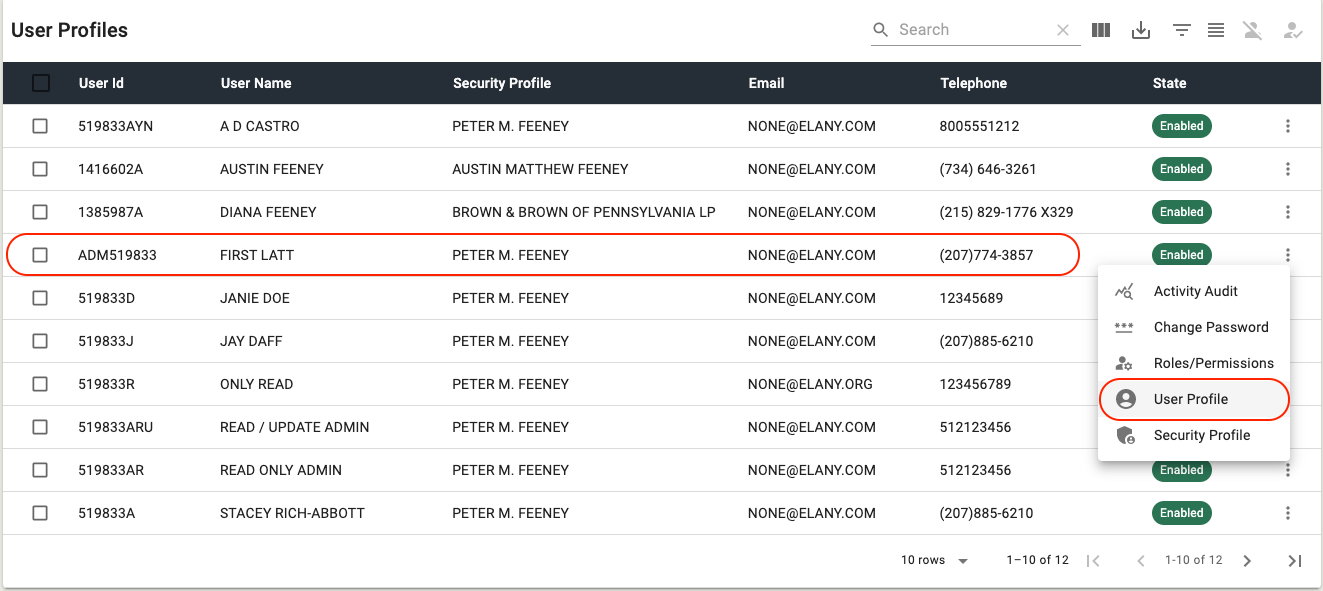 User Profiles
Search
User Id User Name Security Profile Email Telephone State
519833AYN A D CASTRO PETER M. FEENEY NONE@ELANY.COM 8005551212 Enabled
1416602A AUSTIN FEENEY AUSTIN MATTHEW FEENEY NONE@ELANY.COM (734) 646-3261 Enabled
1385987A DIANA FEENEY BROWN & BROWN OF PENNSYLVANIA LP NONE@ELANY.COM (215) 829-1776 X329 Enabled
ADM519833 FIRST LATT PETER M. FEENEY NONE@ELANY.COM (207)774-3857 Enabled
Activity Audit
519833D JANIE DOE PETER M. FEENEY NONE@ELANY.COM 12345689
Change Password
519833J JAY DAFF PETER M. FEENEY NONE@ELANY.COM (207)885-6210
Roles/Permissions
519833R ONLY READ PETER M. FEENEY NONE@ELANY.ORG 123456789
User Profile
519833ARU READ / UPDATE ADMIN PETER M. FEENEY NONE@ELANY.COM 512123456
Security Profile
519833AR READ ONLY ADMIN PETER M. FEENEY NONE@ELANY.COM 512123456 Enabled
519833A STACEY RICH-ABBOTT PETER M. FEENEY NONE@ELANY.COM (207)885-6210 Enabled
10 rows 1–10 of 12 1-10 of 12